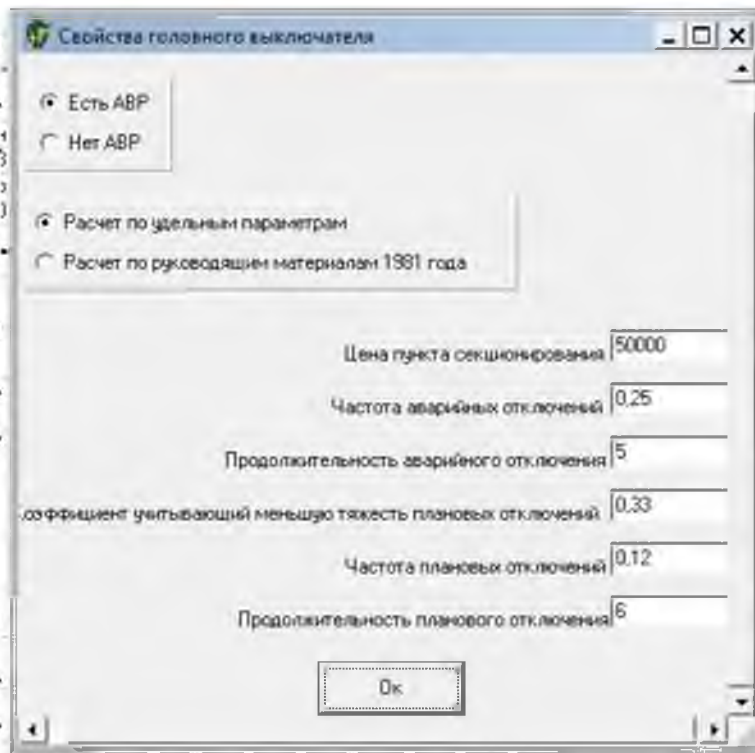 Свойства головного выключателя
Есть АВР
Нет АВР
Расчет по удельным параметрам
Расчет по руководящим материалам 1981 года
Цена пункта секционирования 50000
Частота аварийных отключений 0,25
Продолжительность аварийного отключения 5
оэффициент учитывающий меньшую тяжесть плановых отключений 0,33
Частота плановых отключений 0,12
Продолжительность планового отключения 6
Ок